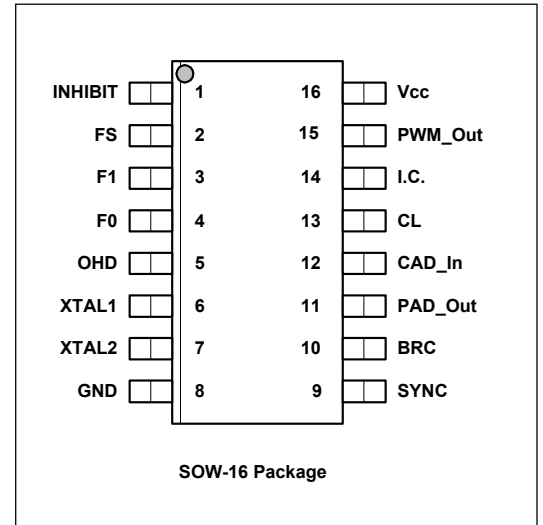 INHIBIT 1 16 Vcc
FS 2 15 PWM_Out
F1 3 14 I.C.
F0 4 13 CL
OHD 5 12 CAD_In
XTAL1 6 11 PAD_Out
XTAL2 7 10 BRC
GND 8 9 SYNC
SOW-16 Package